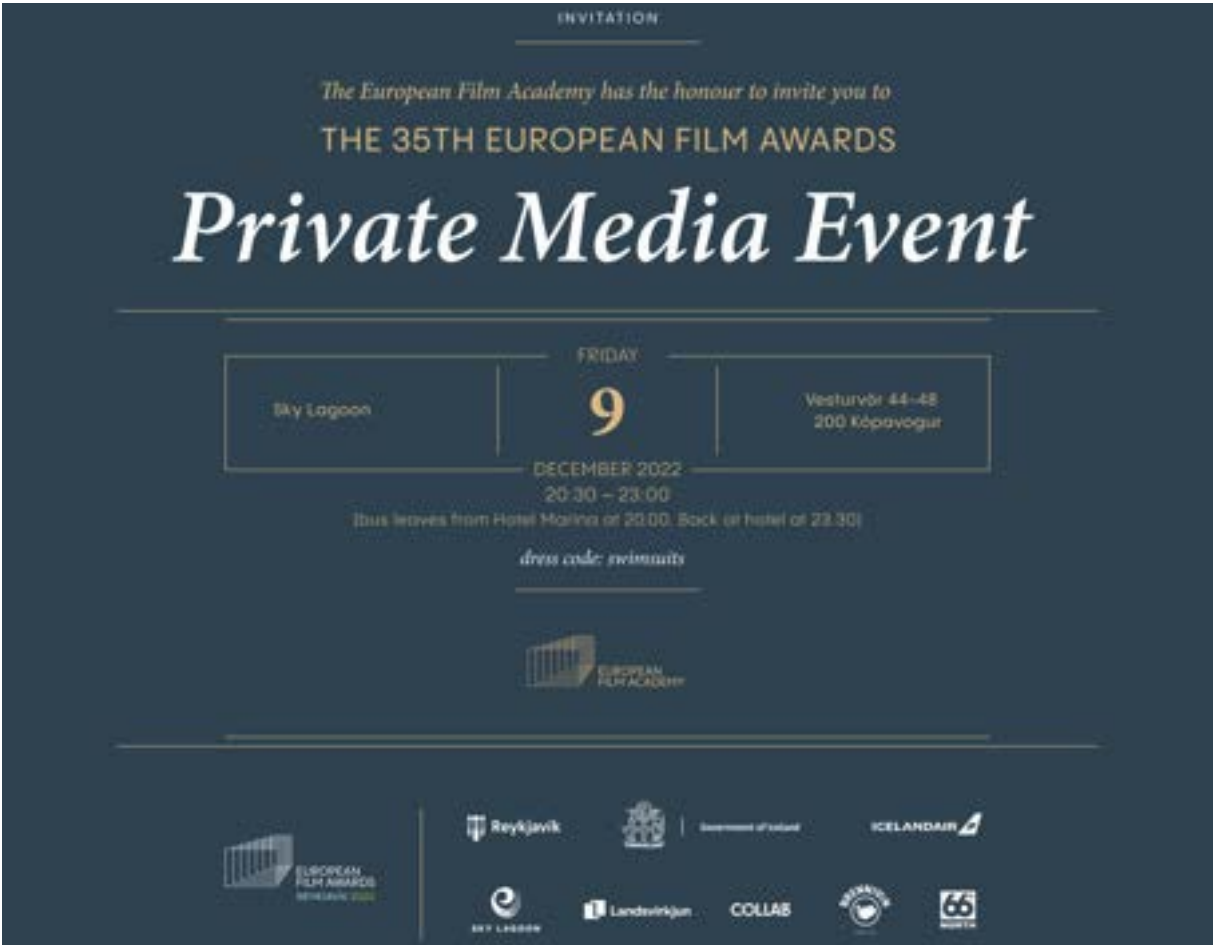 INVITATION
The European Film Academy has the honour to invite you to
THE 35TH EUROPEAN FILM AWARDS
Private Media Event
FRIDAY
Sky Lagoon
9
Vesturvör 44-48
200 Kópavogur
DECEMBER 2022
20:30 – 23:00
(bus leaves from Hotel Marina at 20:00. Back at hotel at 23.30)
dress code: swimsuits
EUROPEAN
FILM ACADEMY
EUROPEAN
FILM AWARDS
REYKJAVÍK 2022
Reykjavík
Government of Iceland
ICELANDAIR
SKY LAGOON
Landsvirkjun
COLLAB
BRENNIVIN
66
NORTH